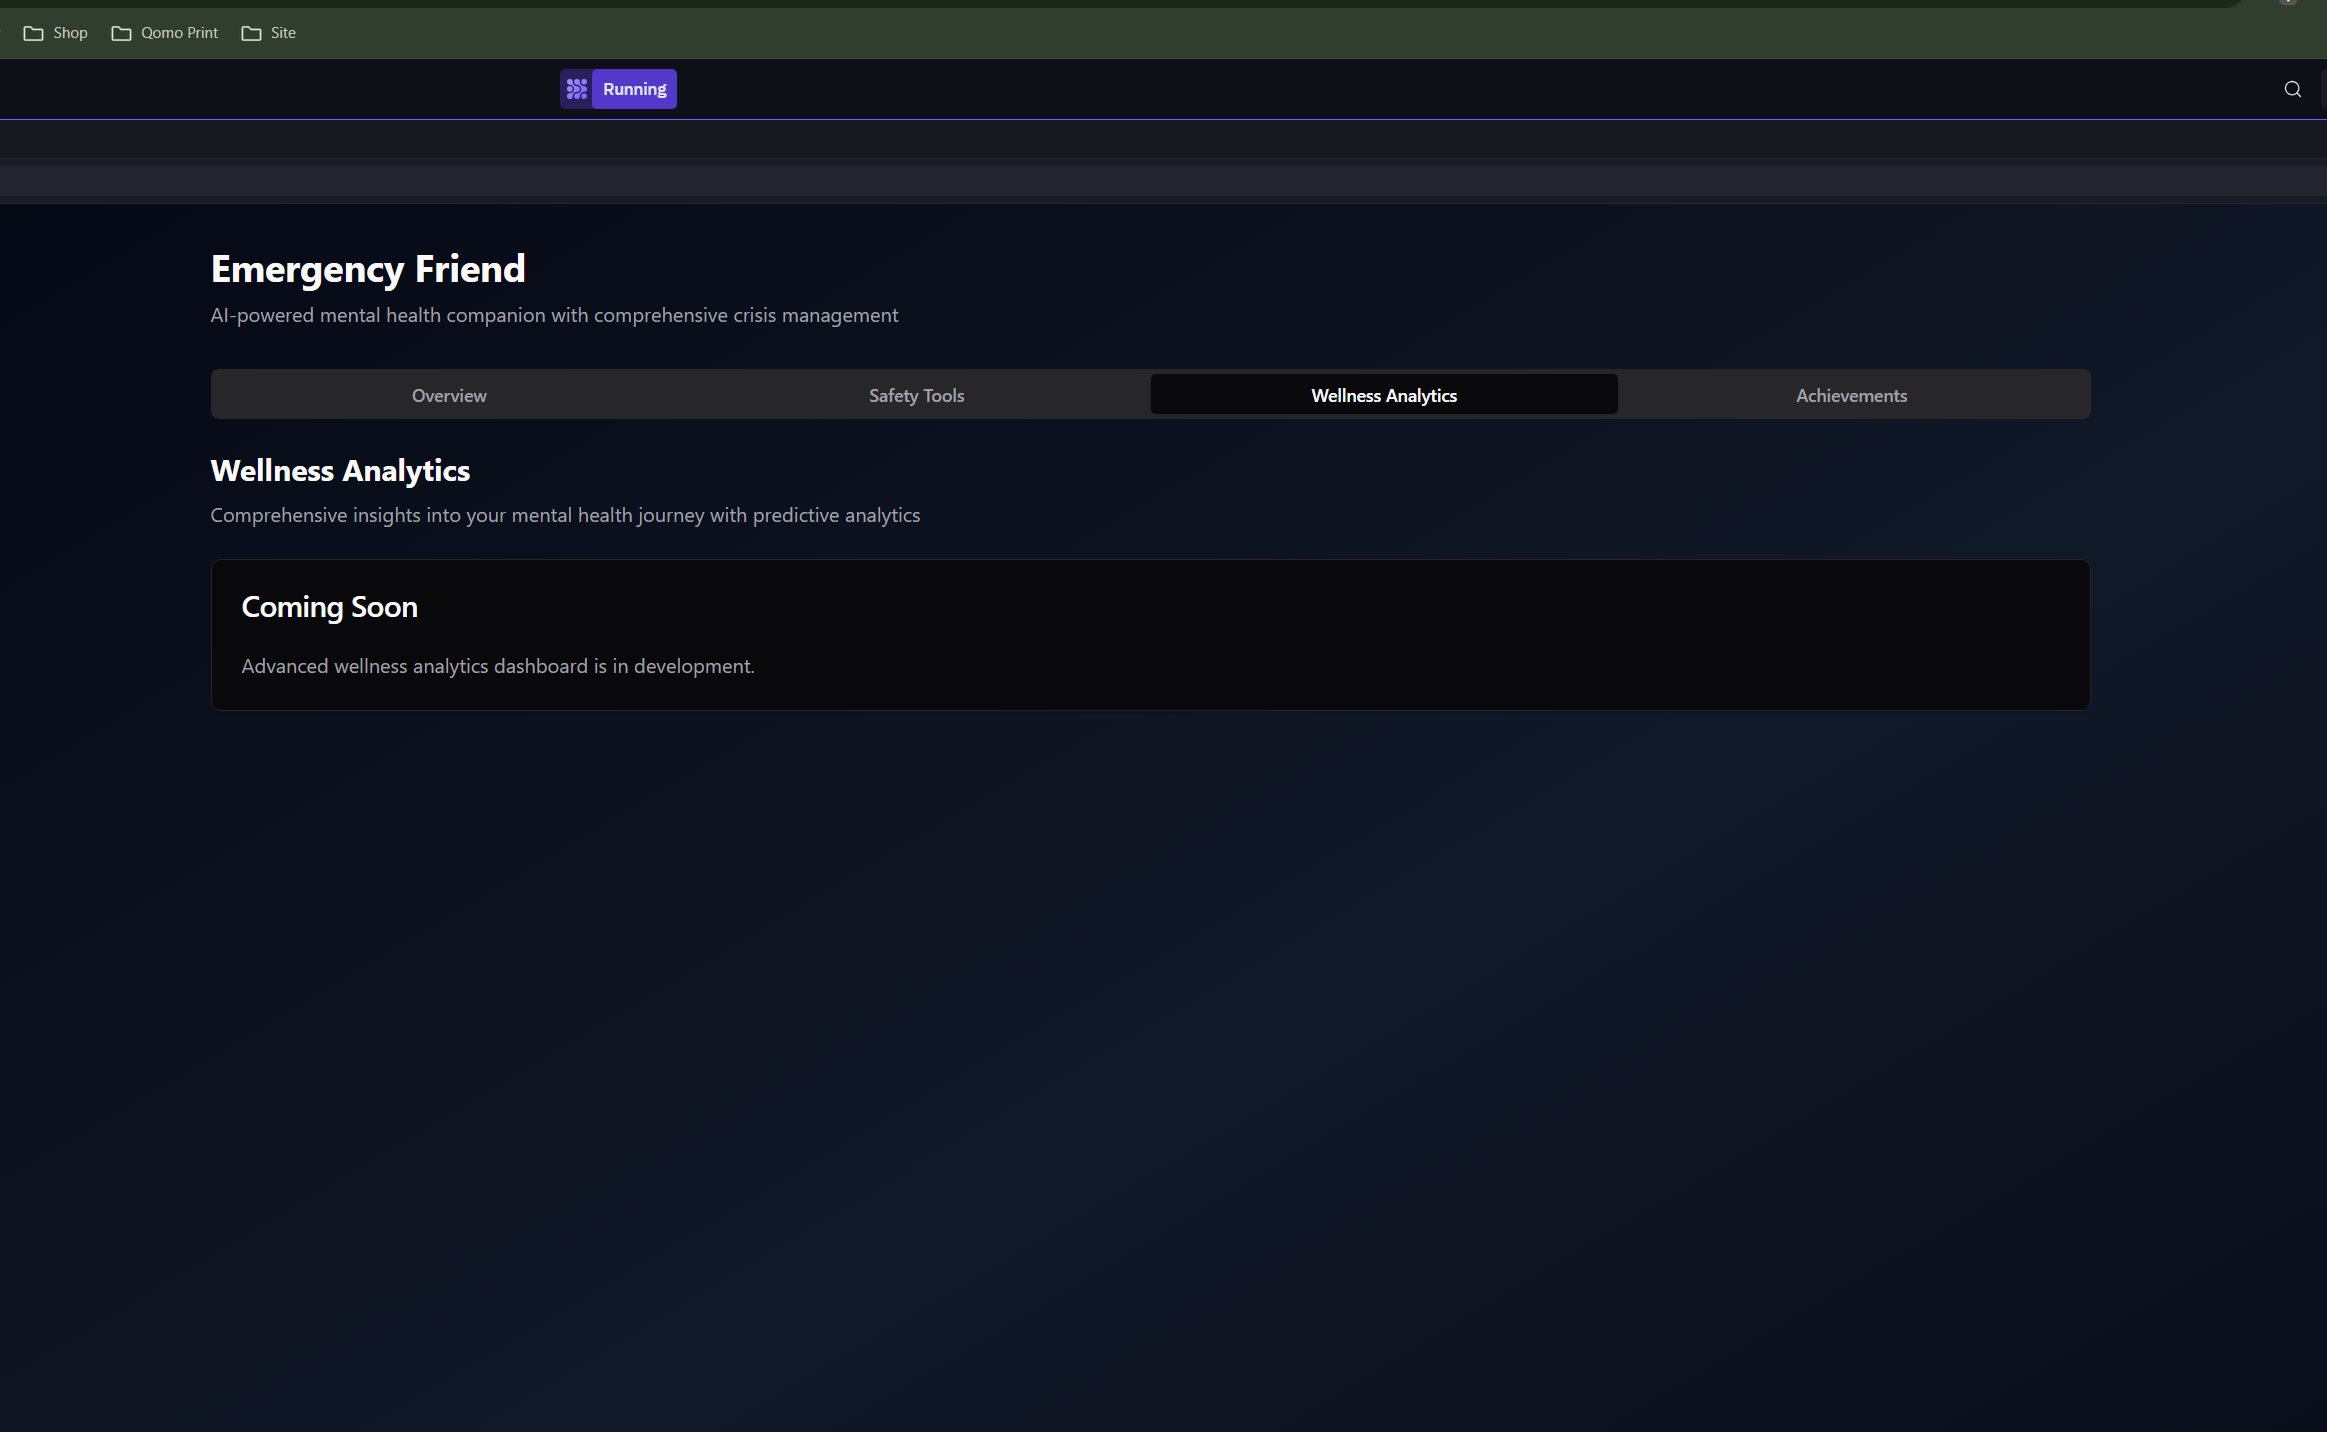 Shop Qomo Print Site
Running
Emergency Friend
AI-powered mental health companion with comprehensive crisis management
Overview Safety Tools Wellness Analytics Achievements
Wellness Analytics
Comprehensive insights into your mental health journey with predictive analytics
Coming Soon
Advanced wellness analytics dashboard is in development.